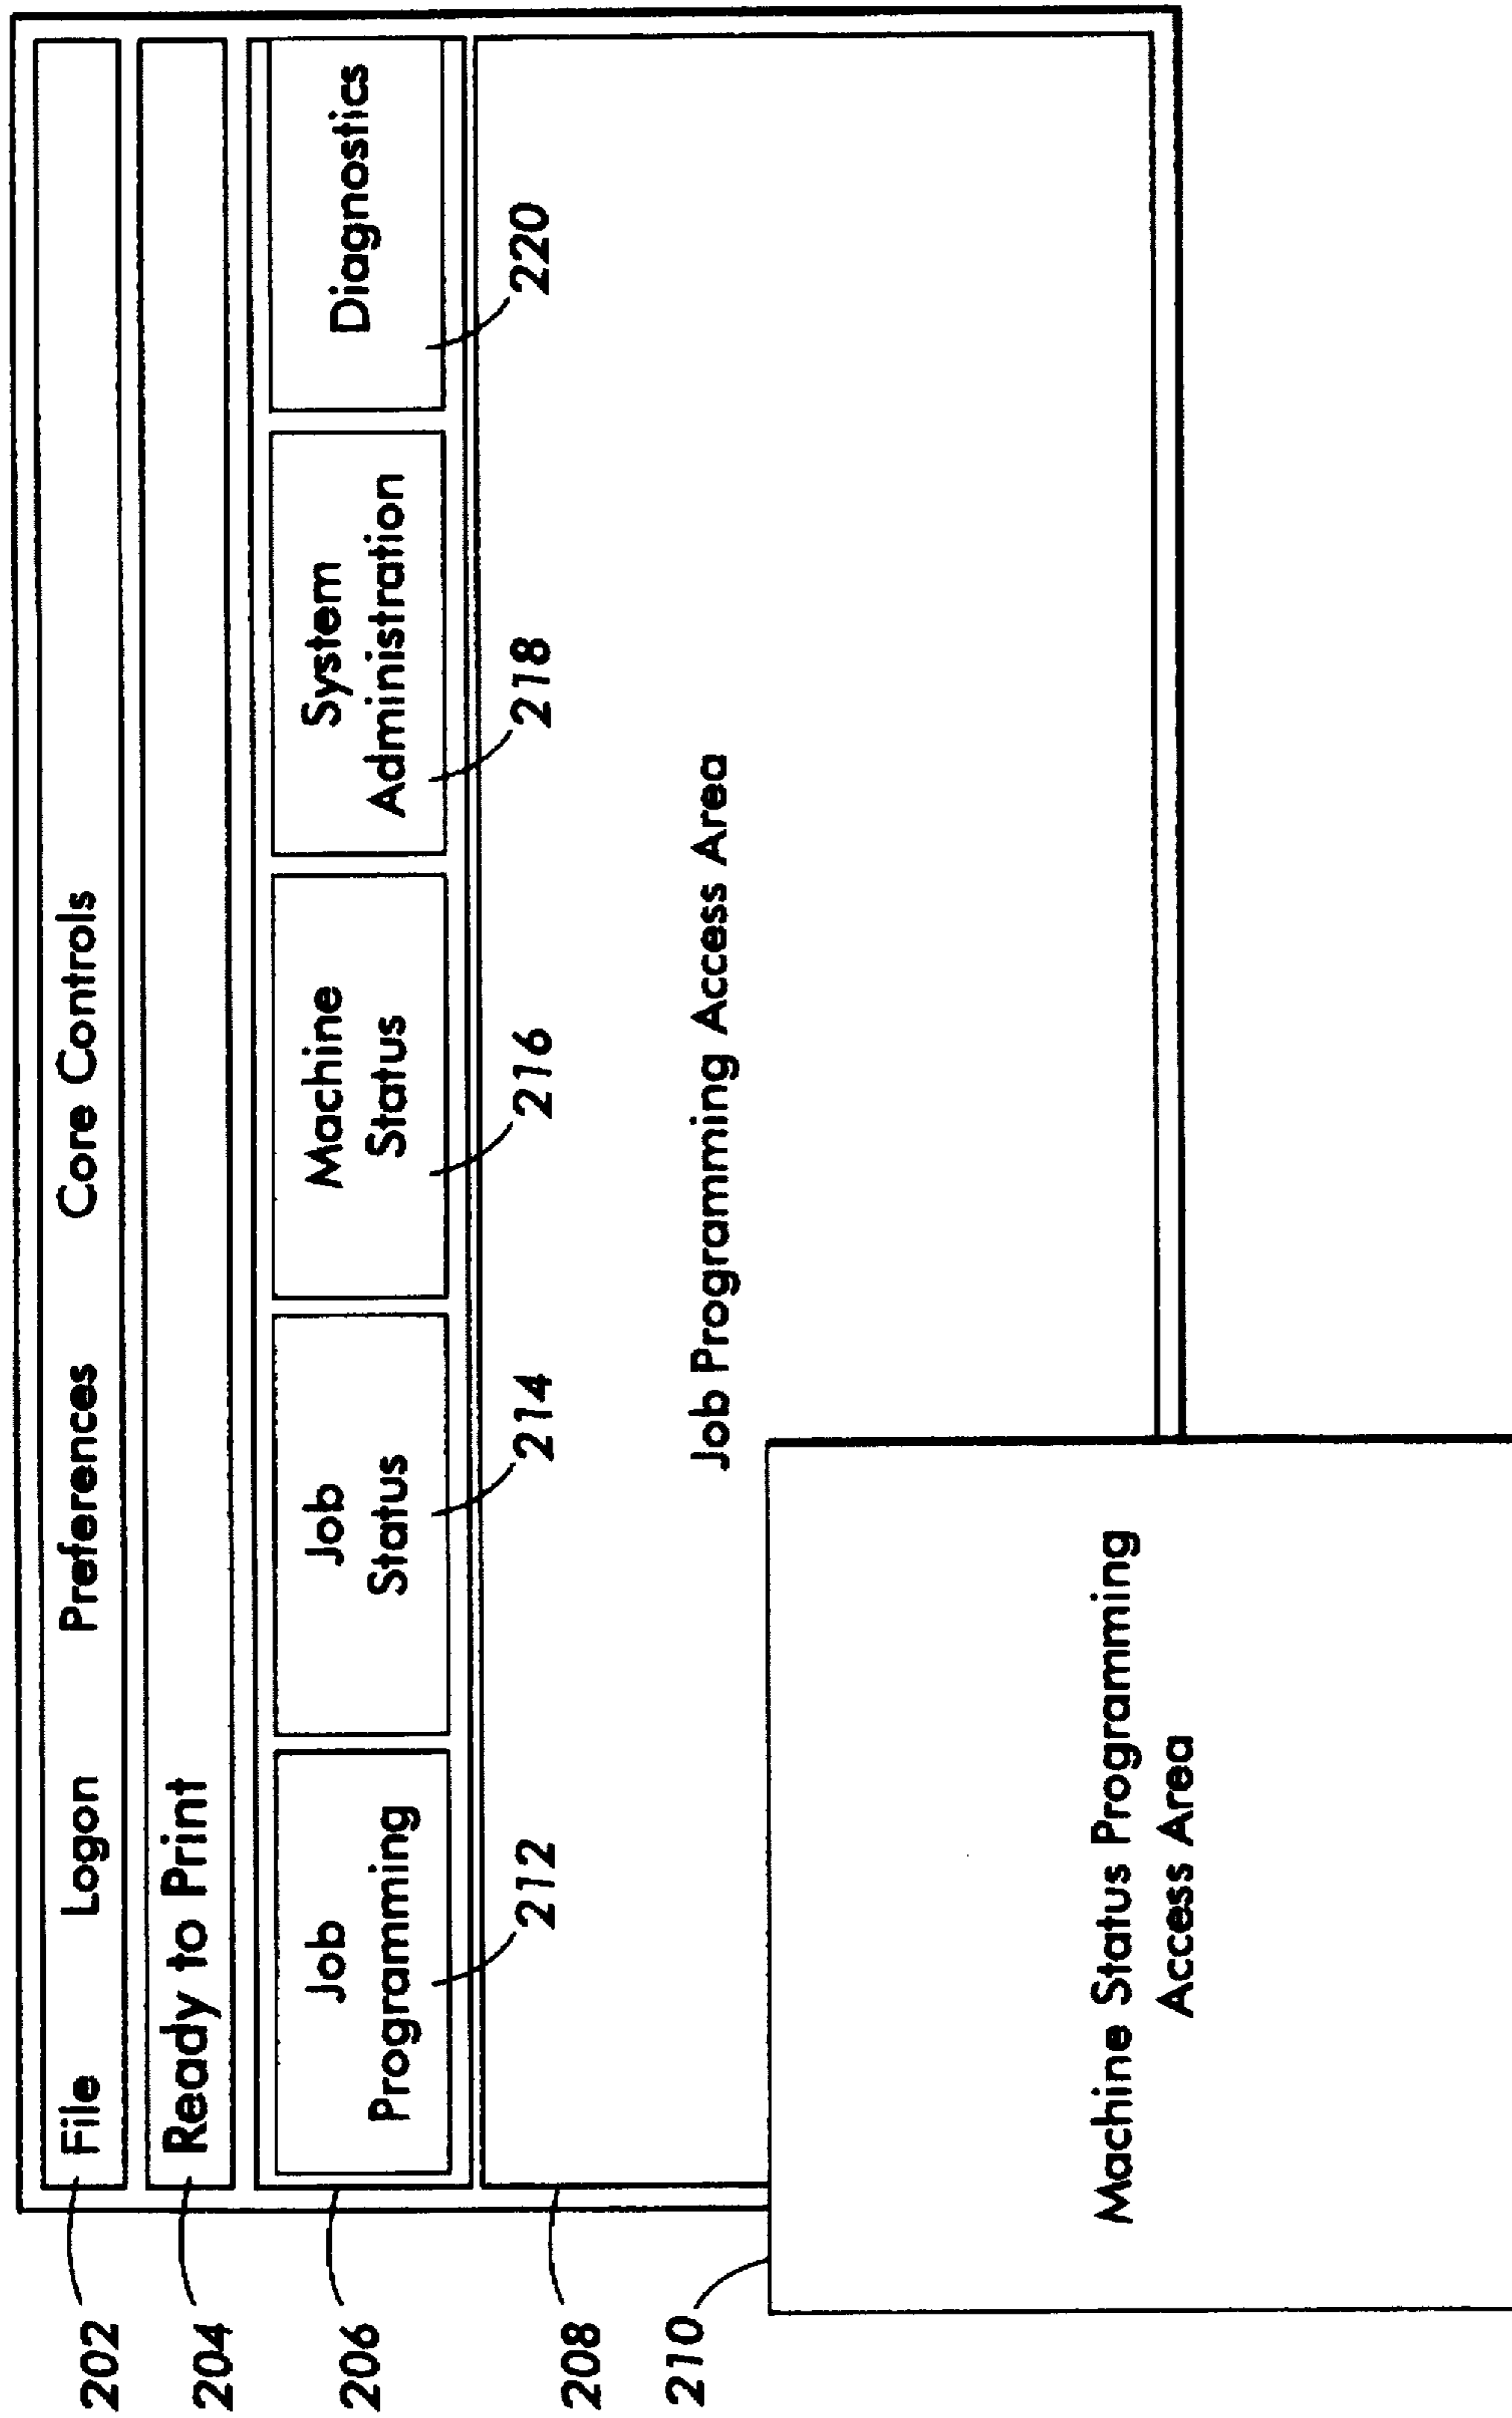 202 File Logon Preferences Core Controls
204 Ready to Print
206
Job Programming
212
Job Status
214
Machine Status
216
System Administration
218
Diagnostics
220
208
Job Programming Access Area
210
Machine Status Programming
Access Area